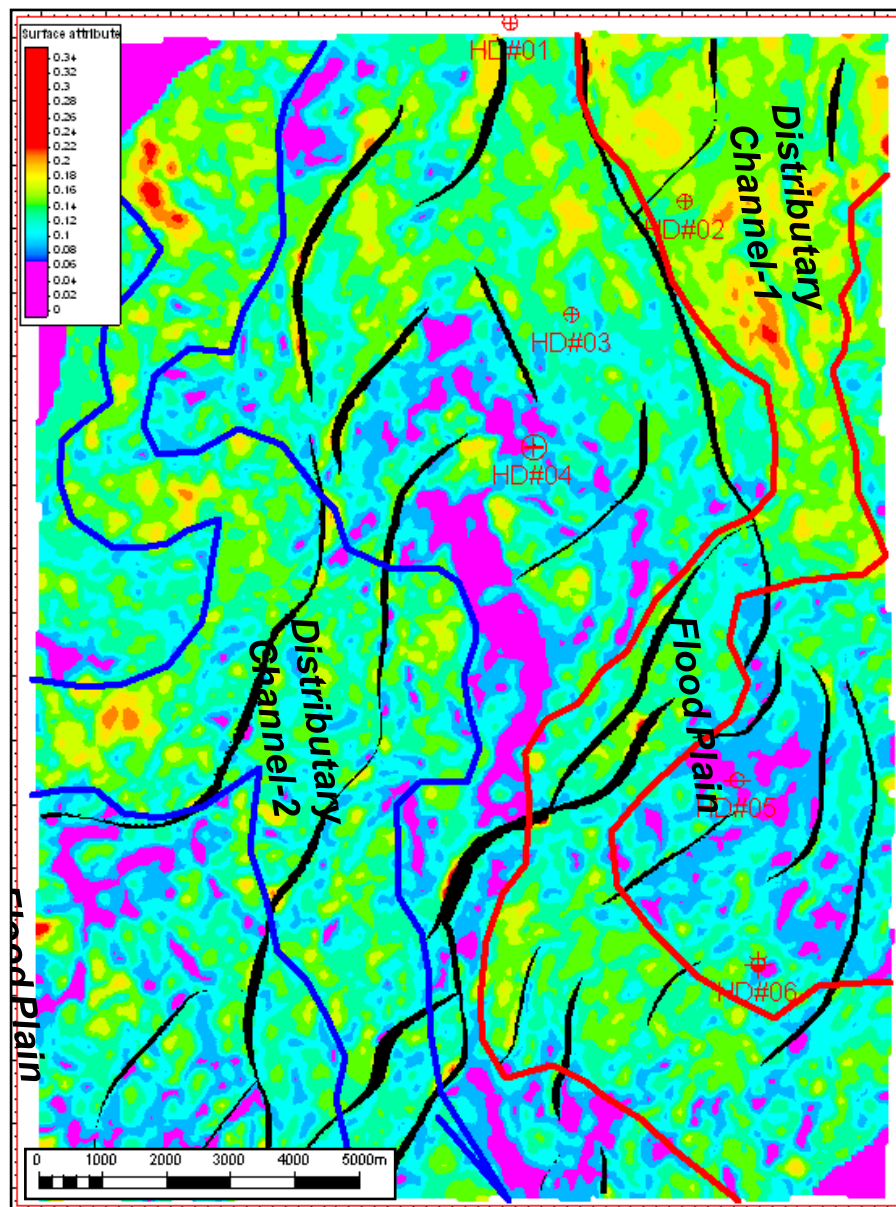 Surface attribute
0.34
0.3
0.28
0.26
0.24
0.22
0.2
0.18
0.16
0.14
0.12
0.1
0.08
0.06
0.04
0.02
0
HD#01
Distributary
Channel-1
HD#02
HD#03
HD#04
Distributary
Channel-2
Flood Plain
HD#05
HD#06
Flood Plain
0 1000 2000 3000 4000 5000m